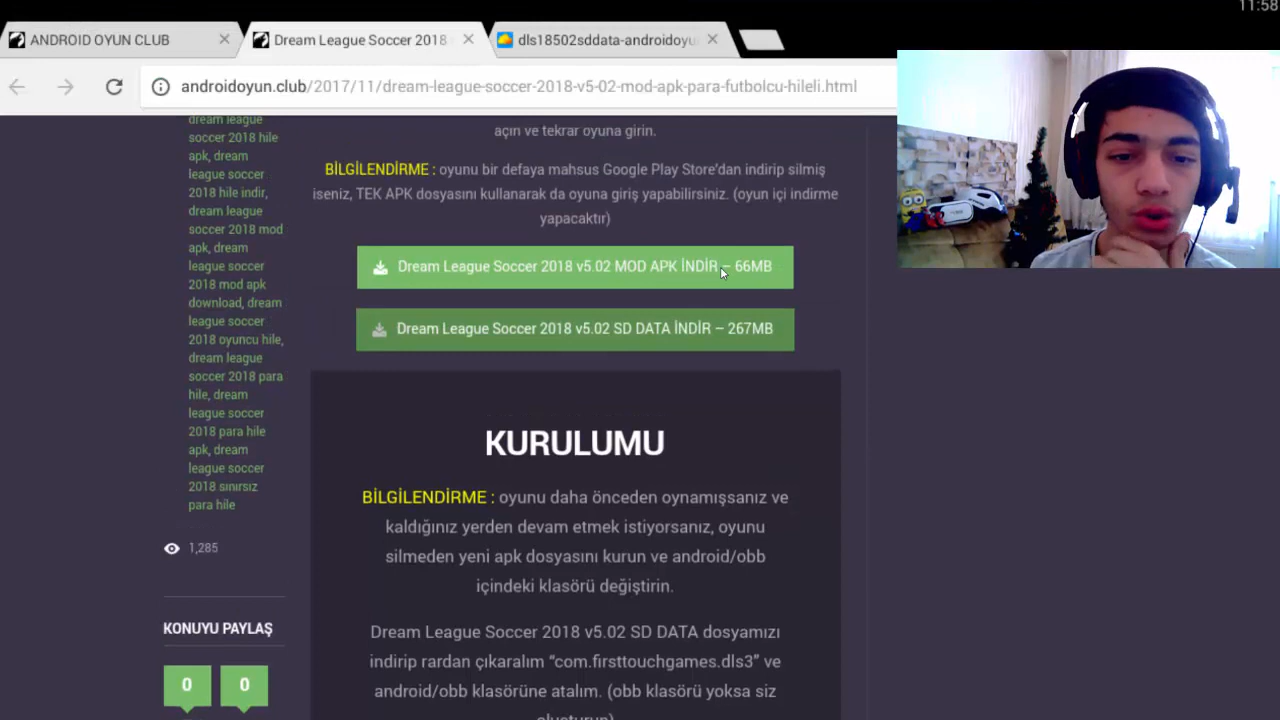 11:58
ANDROID OYUN CLUB
Dream League Soccer 2018
dls18502sddata-androidoyu
androidoyun.club/2017/11/dream-league-soccer-2018-v5-02-mod-apk-para-futbolcu-hileli.html
dream league
soccer 2018 hile
apk, dream
league soccer
2018 hile indir,
dream league
soccer 2018 mod
apk, dream
league soccer
2018 mod apk
download, dream
league soccer
2018 oyuncu hile,
dream league
soccer 2018 para
hile, dream
league soccer
2018 para hile
apk, dream
league soccer
2018 sınırsız
para hile
1,285
KONUYU PAYLAŞ
0
0
açın ve tekrar oyuna girin.
BİLGİLENDİRME : oyunu bir defaya mahsus Google Play Store'dan indirip silmiş
iseniz, TEK APK dosyasını kullanarak da oyuna giriş yapabilirsiniz. (oyun içi indirme
yapacaktır)
Dream League Soccer 2018 v5.02 MOD APK İNDİR – 66MB
Dream League Soccer 2018 v5.02 SD DATA İNDİR – 267MB
KURULUMU
BİLGİLENDİRME : oyunu daha önceden oynamışsanız ve
kaldığınız yerden devam etmek istiyorsanız, oyunu
silmeden yeni apk dosyasını kurun ve android/obb
içindeki klasörü değiştirin.
Dream League Soccer 2018 v5.02 SD DATA dosyamızı
indirip rardan çıkaralım “com.firsttouchgames.dls3” ve
android/obb klasörüne atalım. (obb klasörü yoksa siz
oluşturun)